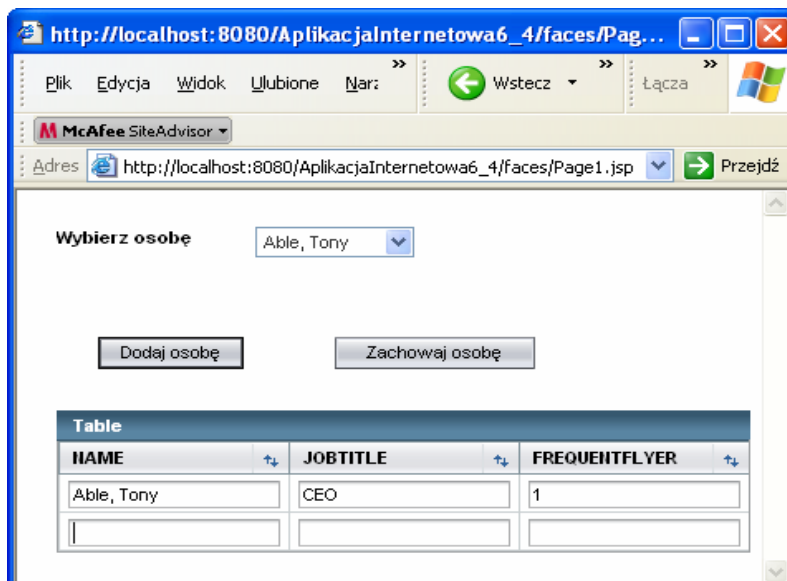 http://localhost:8080/AplikacjaInternetowa6_4/faces/Pag...
Plik Edycja Widok Ulubione Narz » Wstecz » Łącza »
McAfee SiteAdvisor
Adres http://localhost:8080/AplikacjaInternetowa6_4/faces/Page1.jsp Przejdź
Wybierz osobę Able, Tony
Dodaj osobę Zachowaj osobę
Table
NAME JOBTITLE FREQUENTFLYER
Able, Tony CEO 1